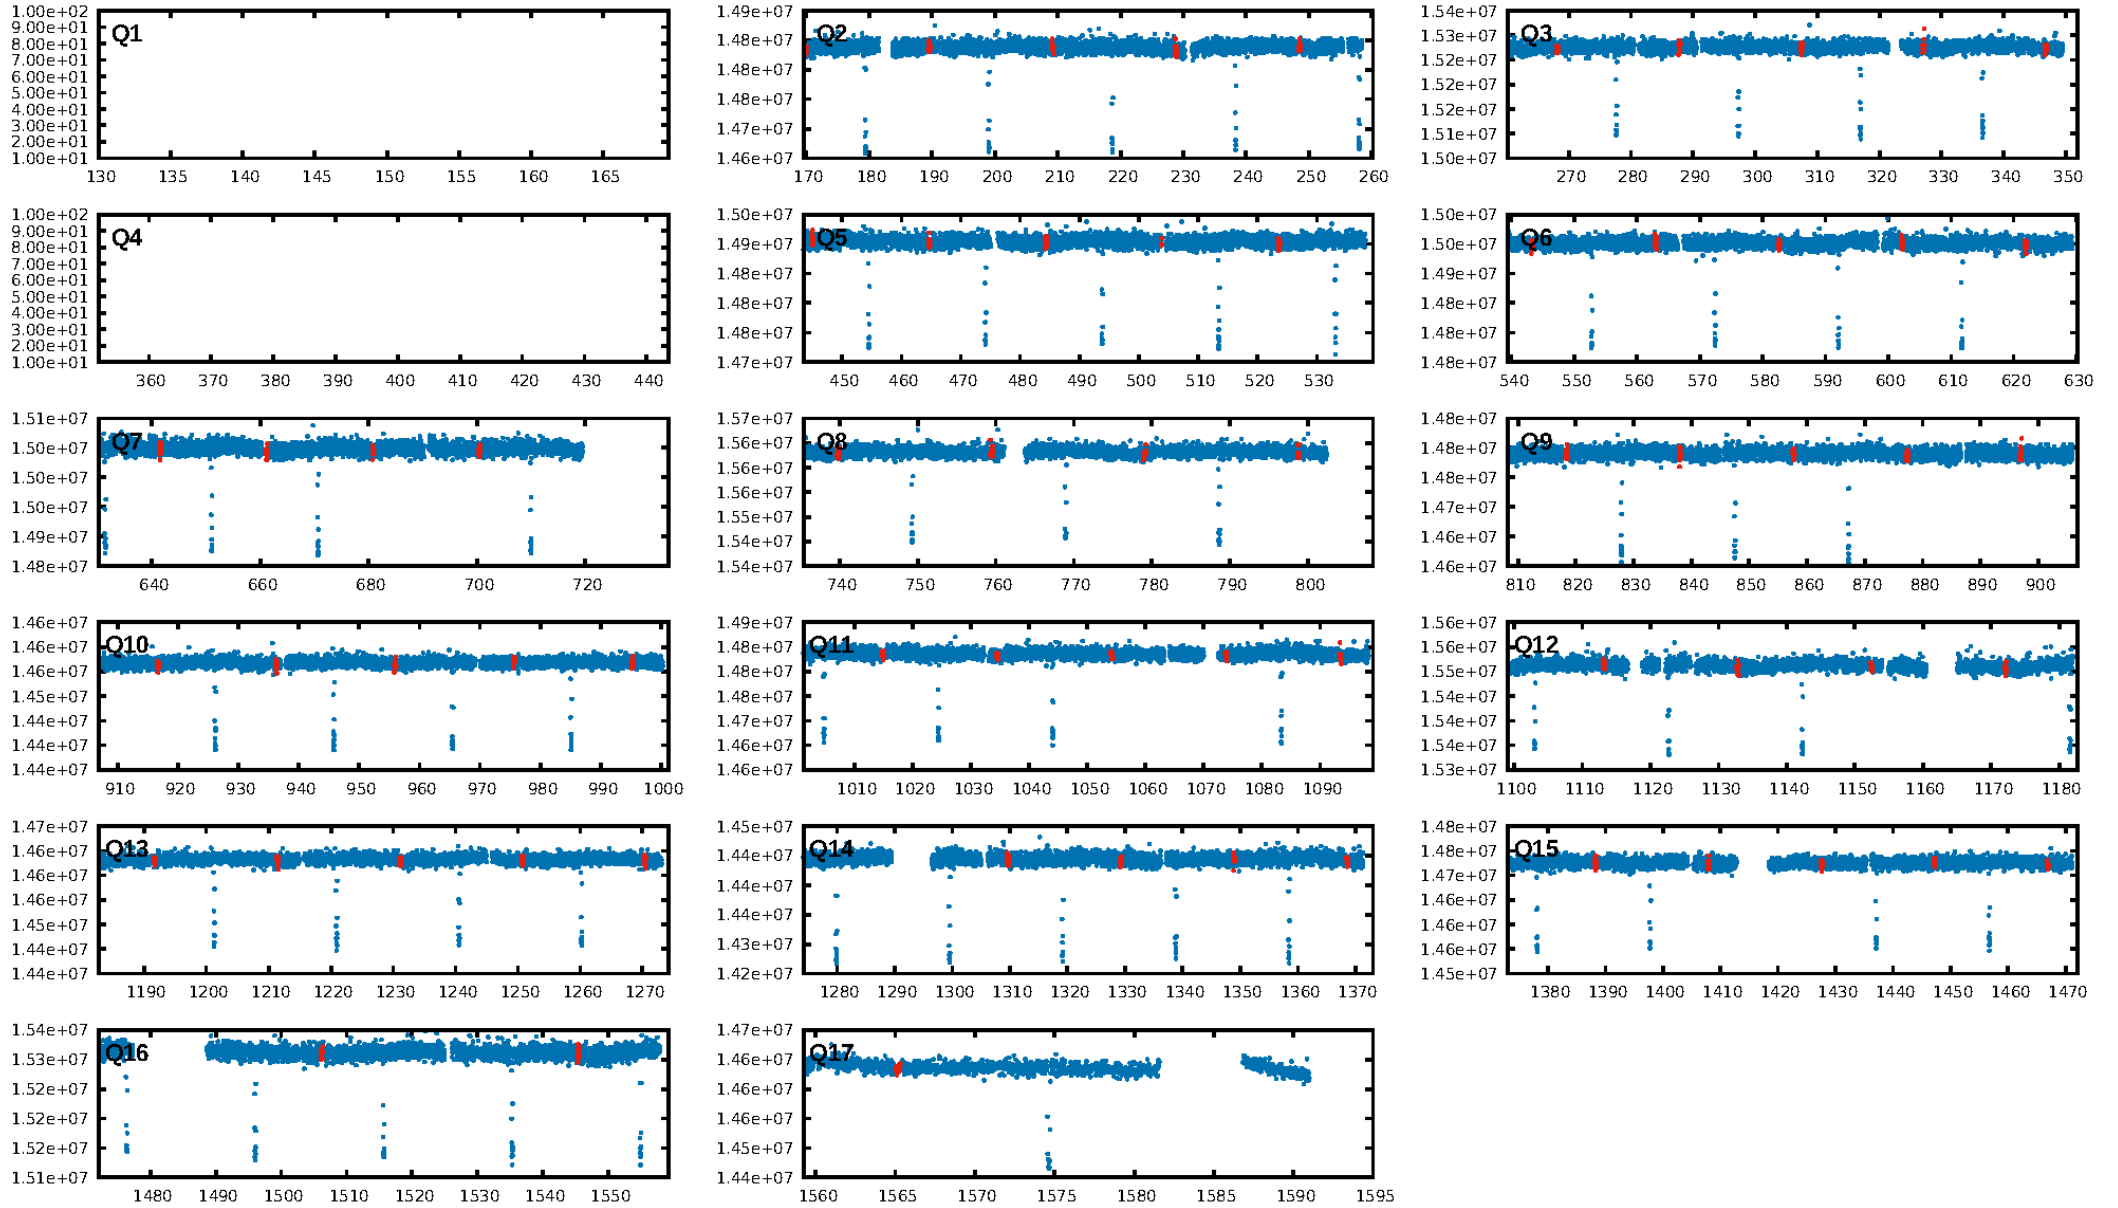 1.00e+02 9.00e+01 8.00e+01 7.00e+01 6.00e+01 5.00e+01 4.00e+01 3.00e+01 2.00e+01 1.00e+01
Q1
130 135 140 145 150 155 160 165
1.49e+07 1.48e+07 1.48e+07 1.48e+07 1.47e+07 1.46e+07
Q2
170 180 190 200 210 220 230 240 250 260
1.54e+07 1.53e+07 1.52e+07 1.52e+07 1.52e+07 1.51e+07 1.50e+07
Q3
270 280 290 300 310 320 330 340 350
1.00e+02 9.00e+01 8.00e+01 7.00e+01 6.00e+01 5.00e+01 4.00e+01 3.00e+01 2.00e+01 1.00e+01
Q4
360 370 380 390 400 410 420 430 440
1.50e+07 1.49e+07 1.48e+07 1.48e+07 1.48e+07 1.47e+07
Q5
450 460 470 480 490 500 510 520 530
1.50e+07 1.50e+07 1.49e+07 1.48e+07 1.48e+07 1.48e+07
Q6
540 550 560 570 580 590 600 610 620 630
1.51e+07 1.50e+07 1.50e+07 1.50e+07 1.49e+07 1.48e+07
Q7
640 660 680 700 720
1.57e+07 1.56e+07 1.56e+07 1.56e+07 1.55e+07 1.54e+07 1.54e+07
Q8
740 750 760 770 780 790 800
1.48e+07 1.48e+07 1.48e+07 1.47e+07 1.46e+07 1.46e+07
Q9
810 820 830 840 850 860 870 880 890 900
1.46e+07 1.46e+07 1.46e+07 1.45e+07 1.44e+07 1.44e+07 1.44e+07
Q10
910 920 930 940 950 960 970 980 990 1000
1.49e+07 1.48e+07 1.48e+07 1.48e+07 1.47e+07 1.46e+07 1.46e+07
Q11
1010 1020 1030 1040 1050 1060 1070 1080 1090
1.56e+07 1.56e+07 1.55e+07 1.54e+07 1.54e+07 1.54e+07 1.53e+07
Q12
1100 1110 1120 1130 1140 1150 1160 1170 1180
1.47e+07 1.46e+07 1.46e+07 1.45e+07 1.45e+07 1.44e+07 1.44e+07
Q13
1190 1200 1210 1220 1230 1240 1250 1260 1270
1.45e+07 1.44e+07 1.44e+07 1.44e+07 1.43e+07 1.42e+07
Q14
1280 1290 1300 1310 1320 1330 1340 1350 1360 1370
1.48e+07 1.48e+07 1.47e+07 1.46e+07 1.46e+07 1.46e+07 1.45e+07
Q15
1380 1390 1400 1410 1420 1430 1440 1450 1460 1470
1.54e+07 1.53e+07 1.52e+07 1.52e+07 1.52e+07 1.51e+07
Q16
1480 1490 1500 1510 1520 1530 1540 1550
1.47e+07 1.46e+07 1.46e+07 1.46e+07 1.45e+07 1.44e+07
Q17
1560 1565 1570 1575 1580 1585 1590 1595